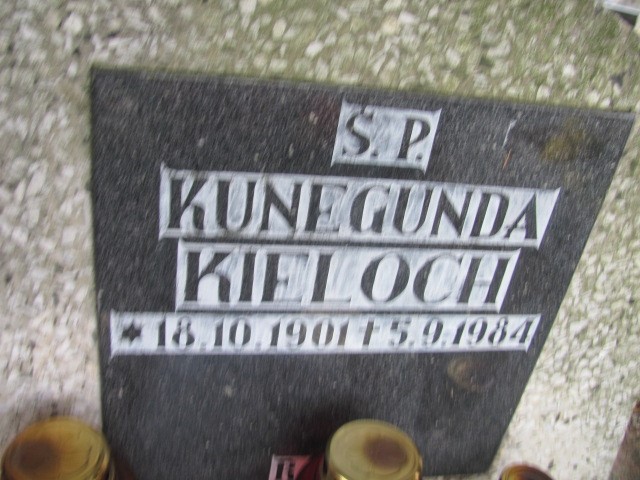 Ś.P.
KUNEGUNDA
KIELOCH
* 18.10.1901 † 5.9.1984